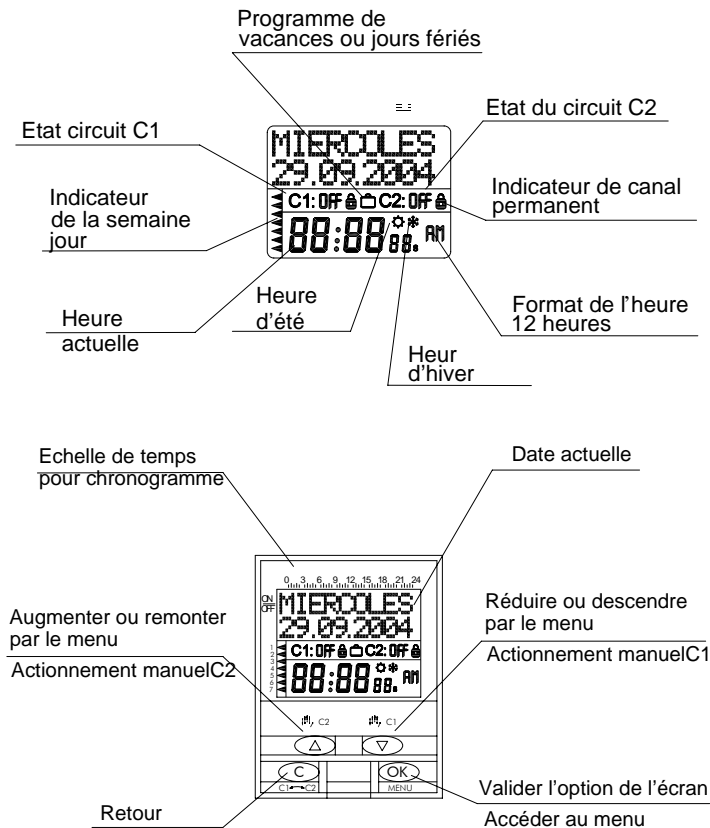 Programme de
vacances ou jours fériés
Etat circuit C1
Etat du circuit C2
MIERCOLES
29.09.2004
C1: OFF C2: OFF
88:88 88. AM
Indicateur
de la semaine
jour
Indicateur de canal
permanent
Heure
actuelle
Heure
d'été
Heur
d'hiver
Format de l'heure
12 heures
Echelle de temps
pour chronogramme
Date actuelle
0 3 6 9 12 15 18 21 24
ON
OFF
MIERCOLES
29.09.2004
1
2
3
4
5
6
7
C1: OFF C2: OFF
88:88 88. AM
Augmenter ou remonter
par le menu
Actionnement manuelC2
Réduire ou descendre
par le menu
Actionnement manuelC1
C2
C1
C
OK
C1 C2
MENU
Retour
Valider l'option de l'écran
Accéder au menu